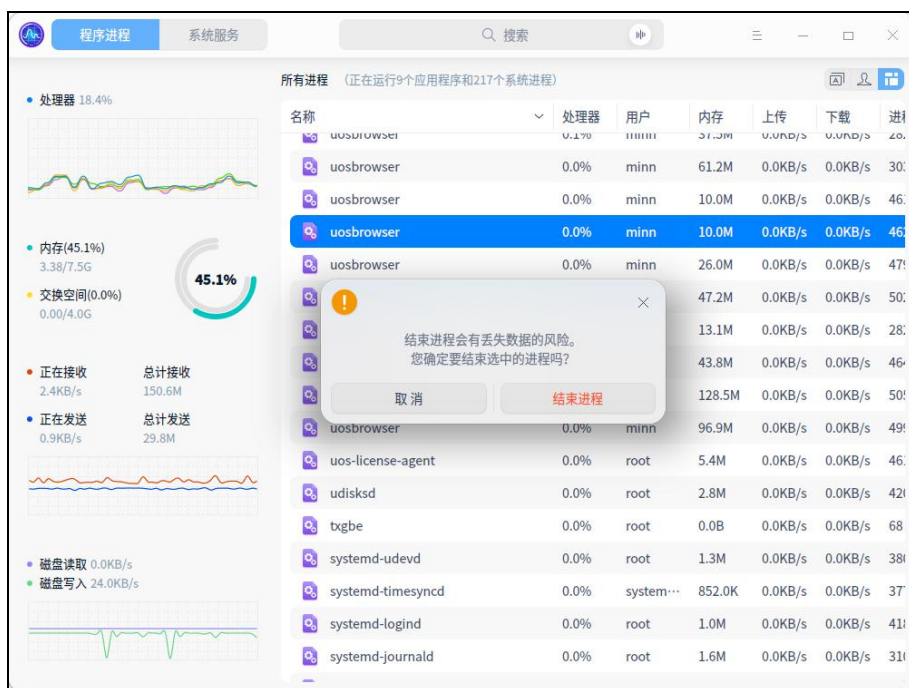 程序进程 系统服务 搜索
所有进程 （正在运行9个应用程序和217个系统进程）
处理器 18.4%
内存(45.1%)
3.38/7.5G
45.1%
交换空间(0.0%)
0.00/4.0G
正在接收 总计接收
2.4KB/s 150.6M
正在发送 总计发送
0.9KB/s 29.8M
磁盘读取 0.0KB/s
磁盘写入 24.0KB/s
名称 处理器 用户 内存 上传 下载
uosbrowser 0.1% minn 37.5M 0.0KB/s 0.0KB/s
uosbrowser 0.0% minn 61.2M 0.0KB/s 0.0KB/s
uosbrowser 0.0% minn 10.0M 0.0KB/s 0.0KB/s
uosbrowser 0.0% minn 10.0M 0.0KB/s 0.0KB/s
uosbrowser 0.0% minn 26.0M 0.0KB/s 0.0KB/s
47.2M 0.0KB/s 0.0KB/s
13.1M 0.0KB/s 0.0KB/s
43.8M 0.0KB/s 0.0KB/s
128.5M 0.0KB/s 0.0KB/s
uosbrowser 0.0% minn 96.9M 0.0KB/s 0.0KB/s
uos-license-agent 0.0% root 5.4M 0.0KB/s 0.0KB/s
udisksd 0.0% root 2.8M 0.0KB/s 0.0KB/s
txgbe 0.0% root 0.0B 0.0KB/s 0.0KB/s 68
systemd-udevd 0.0% root 1.3M 0.0KB/s 0.0KB/s
systemd-timesyncd 0.0% system··· 852.0K 0.0KB/s 0.0KB/s
systemd-logind 0.0% root 1.0M 0.0KB/s 0.0KB/s
systemd-journald 0.0% root 1.6M 0.0KB/s 0.0KB/s
结束进程会有丢失数据的风险。
您确定要结束选中的进程吗?
取消 结束进程